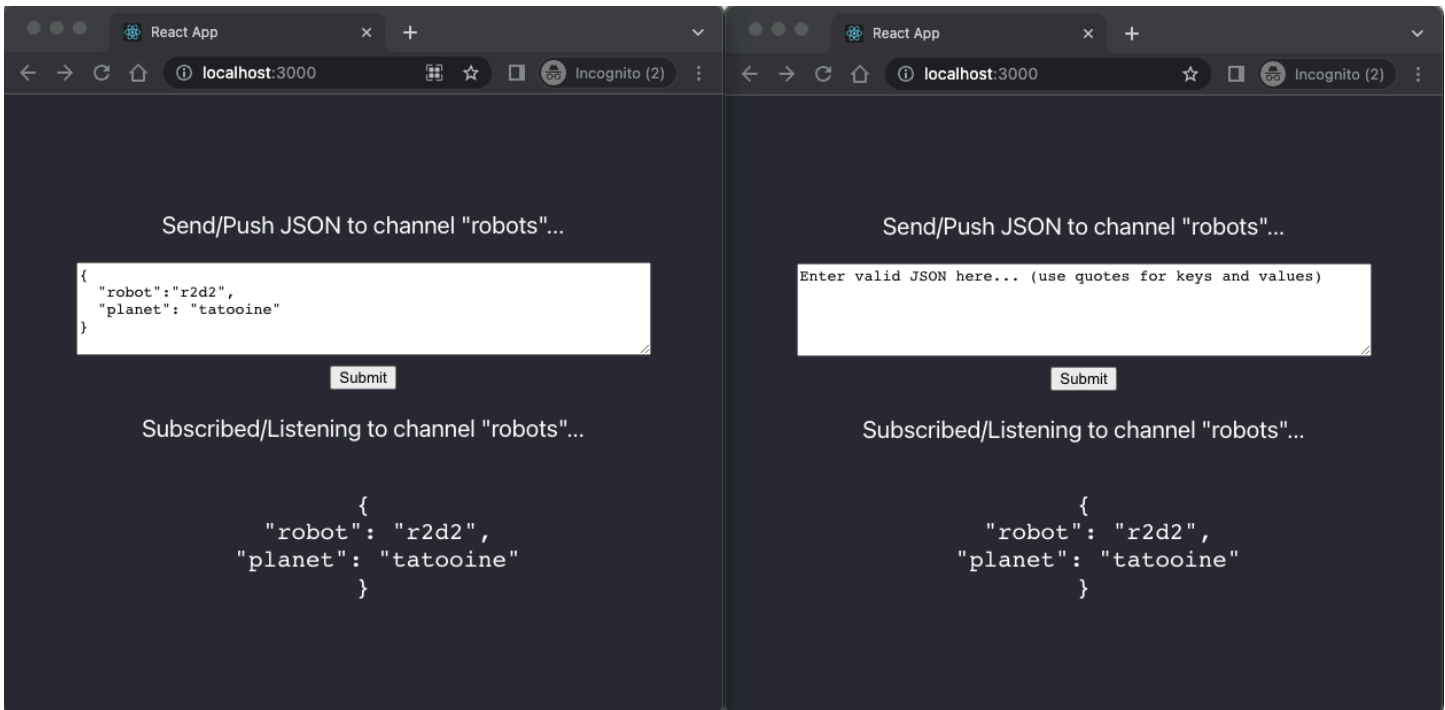 React App
localhost:3000
Incognito (2)
Send/Push JSON to channel "robots"...
{
  "robot":"r2d2",
  "planet": "tatooine"
}
Submit
Subscribed/Listening to channel "robots"...
{
"robot": "r2d2",
"planet": "tatooine"
}
React App
localhost:3000
Incognito (2)
Send/Push JSON to channel "robots"...
Enter valid JSON here... (use quotes for keys and values)
Submit
Subscribed/Listening to channel "robots"...
{
"robot": "r2d2",
"planet": "tatooine"
}